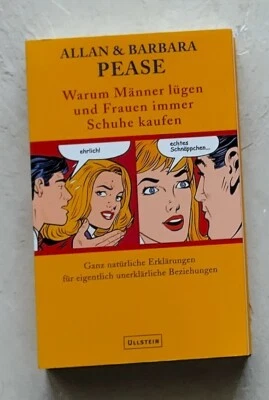 ALLAN & BARBARA
PEASE
Warum Männer lügen
und Frauen immer
Schuhe kaufen
ehrlich!
echtes
Schnäppchen...
Ganz natürliche Erklärungen
für eigentlich unerklärliche Beziehungen
ULLSTEIN